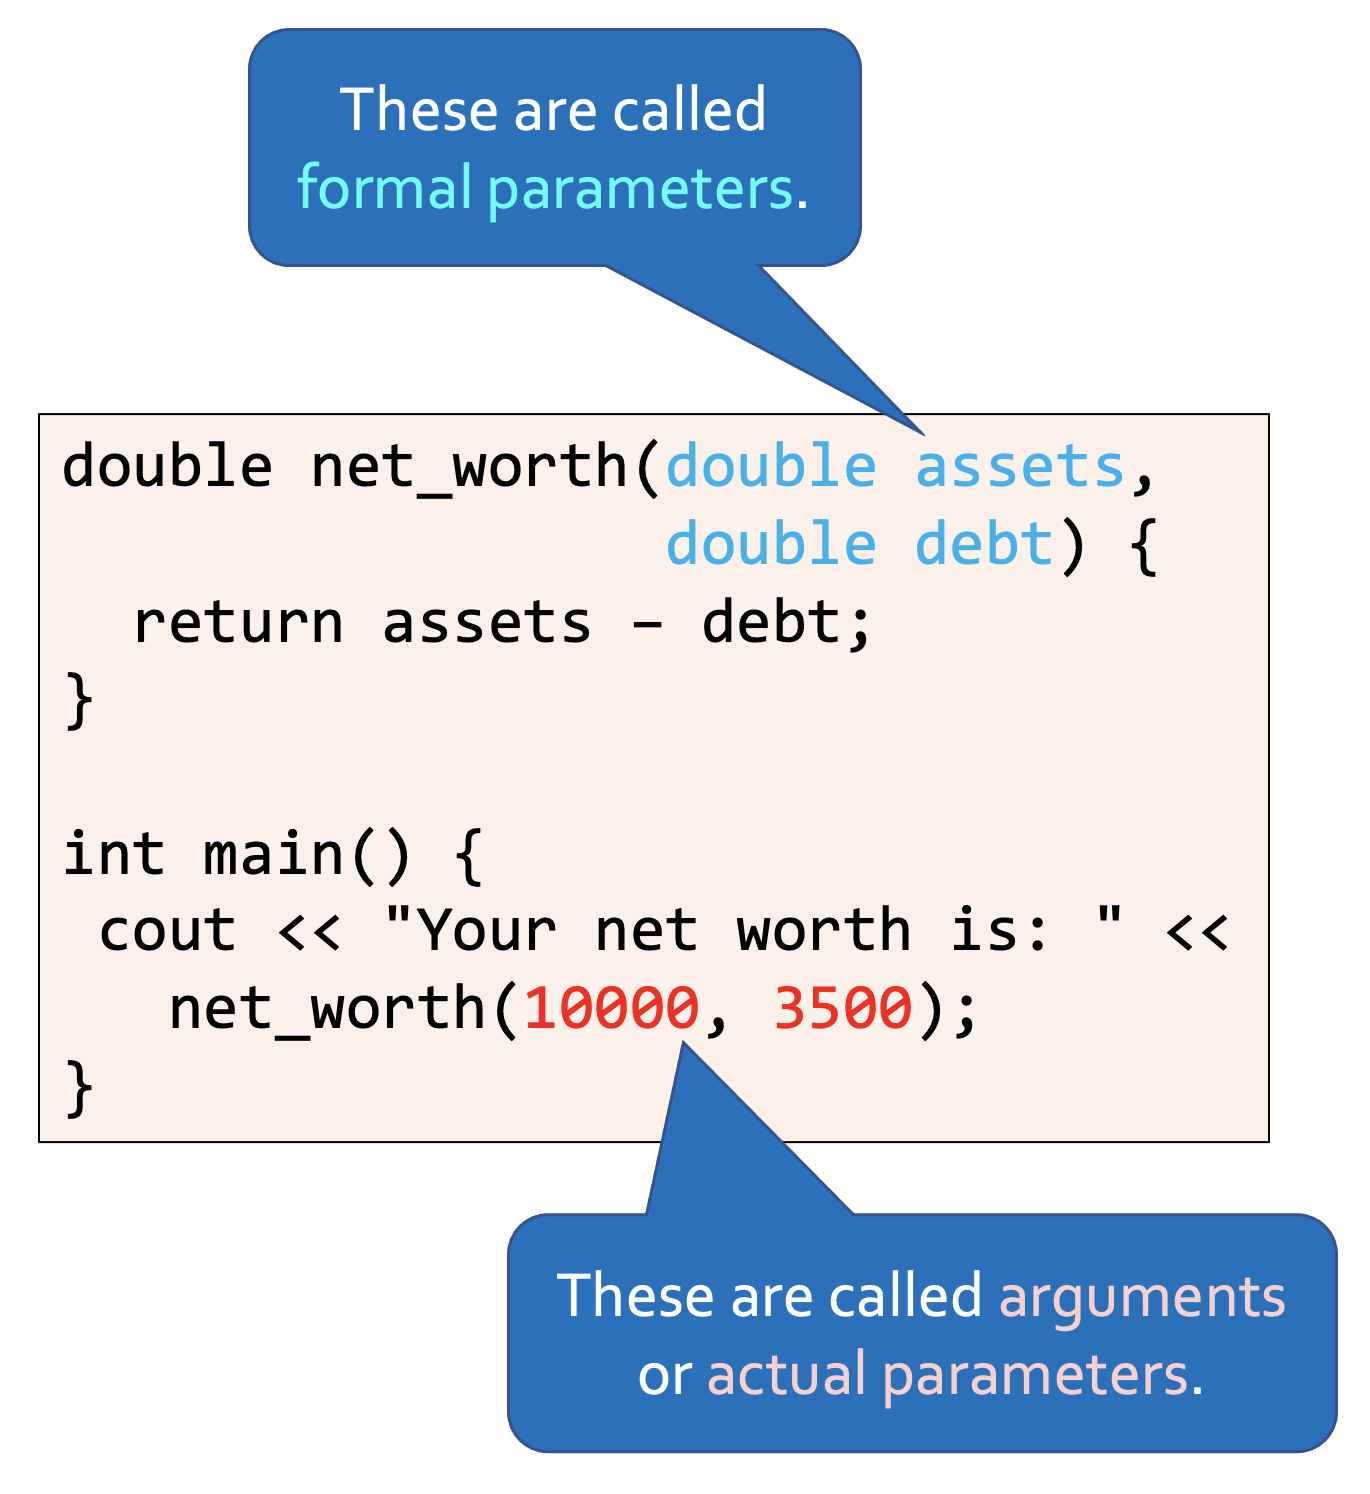 These are called
formal parameters.
double net_worth(double assets,
double debt) {
return assets – debt;
}
int main() {
cout << "Your net worth is: " <<
net_worth(10000, 3500);
}
These are called arguments
or actual parameters.